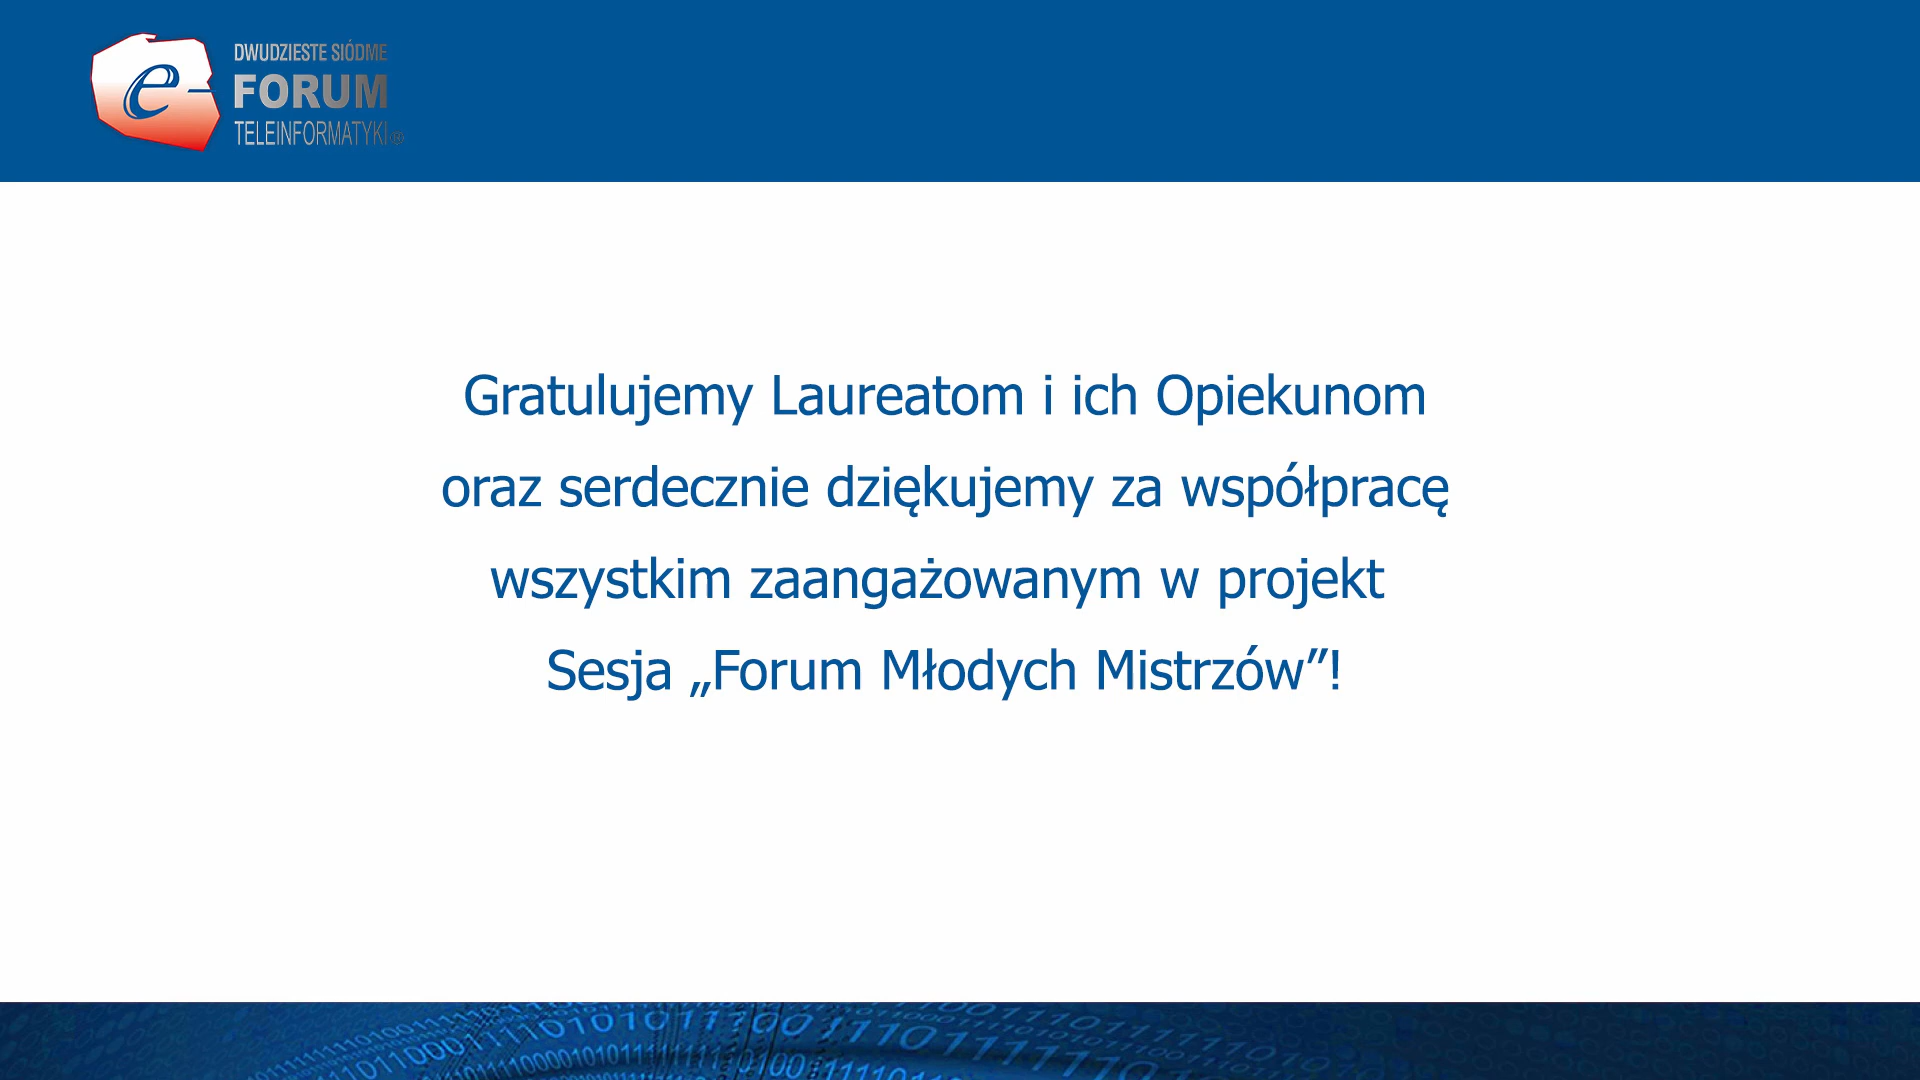 e-
DWUDZIESTE SIÓDME
FORUM
TELEINFORMATYKI®
Gratulujemy Laureatom i ich Opiekunom
oraz serdecznie dziękujemy za współpracę
wszystkim zaangażowanym w projekt
Sesja „Forum Młodych Mistrzów”!